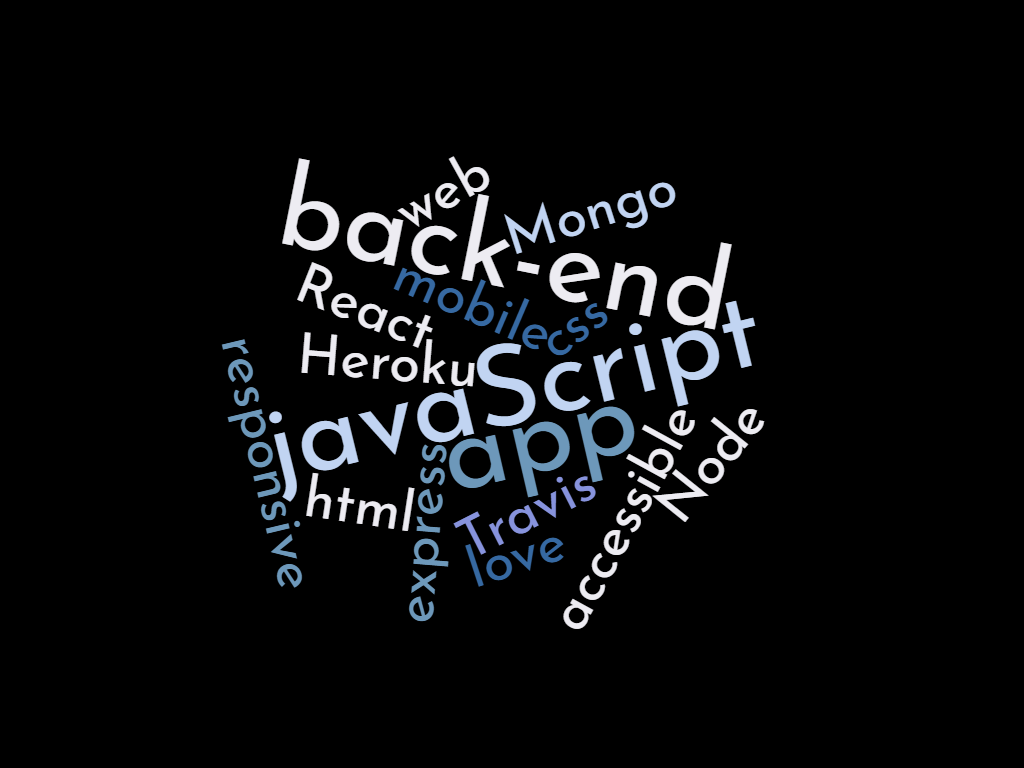 web
Mongo
back-end
React
mobile
css
Heroku
javaScript
responsive
app
accessible
Node
html
express
Travis
love